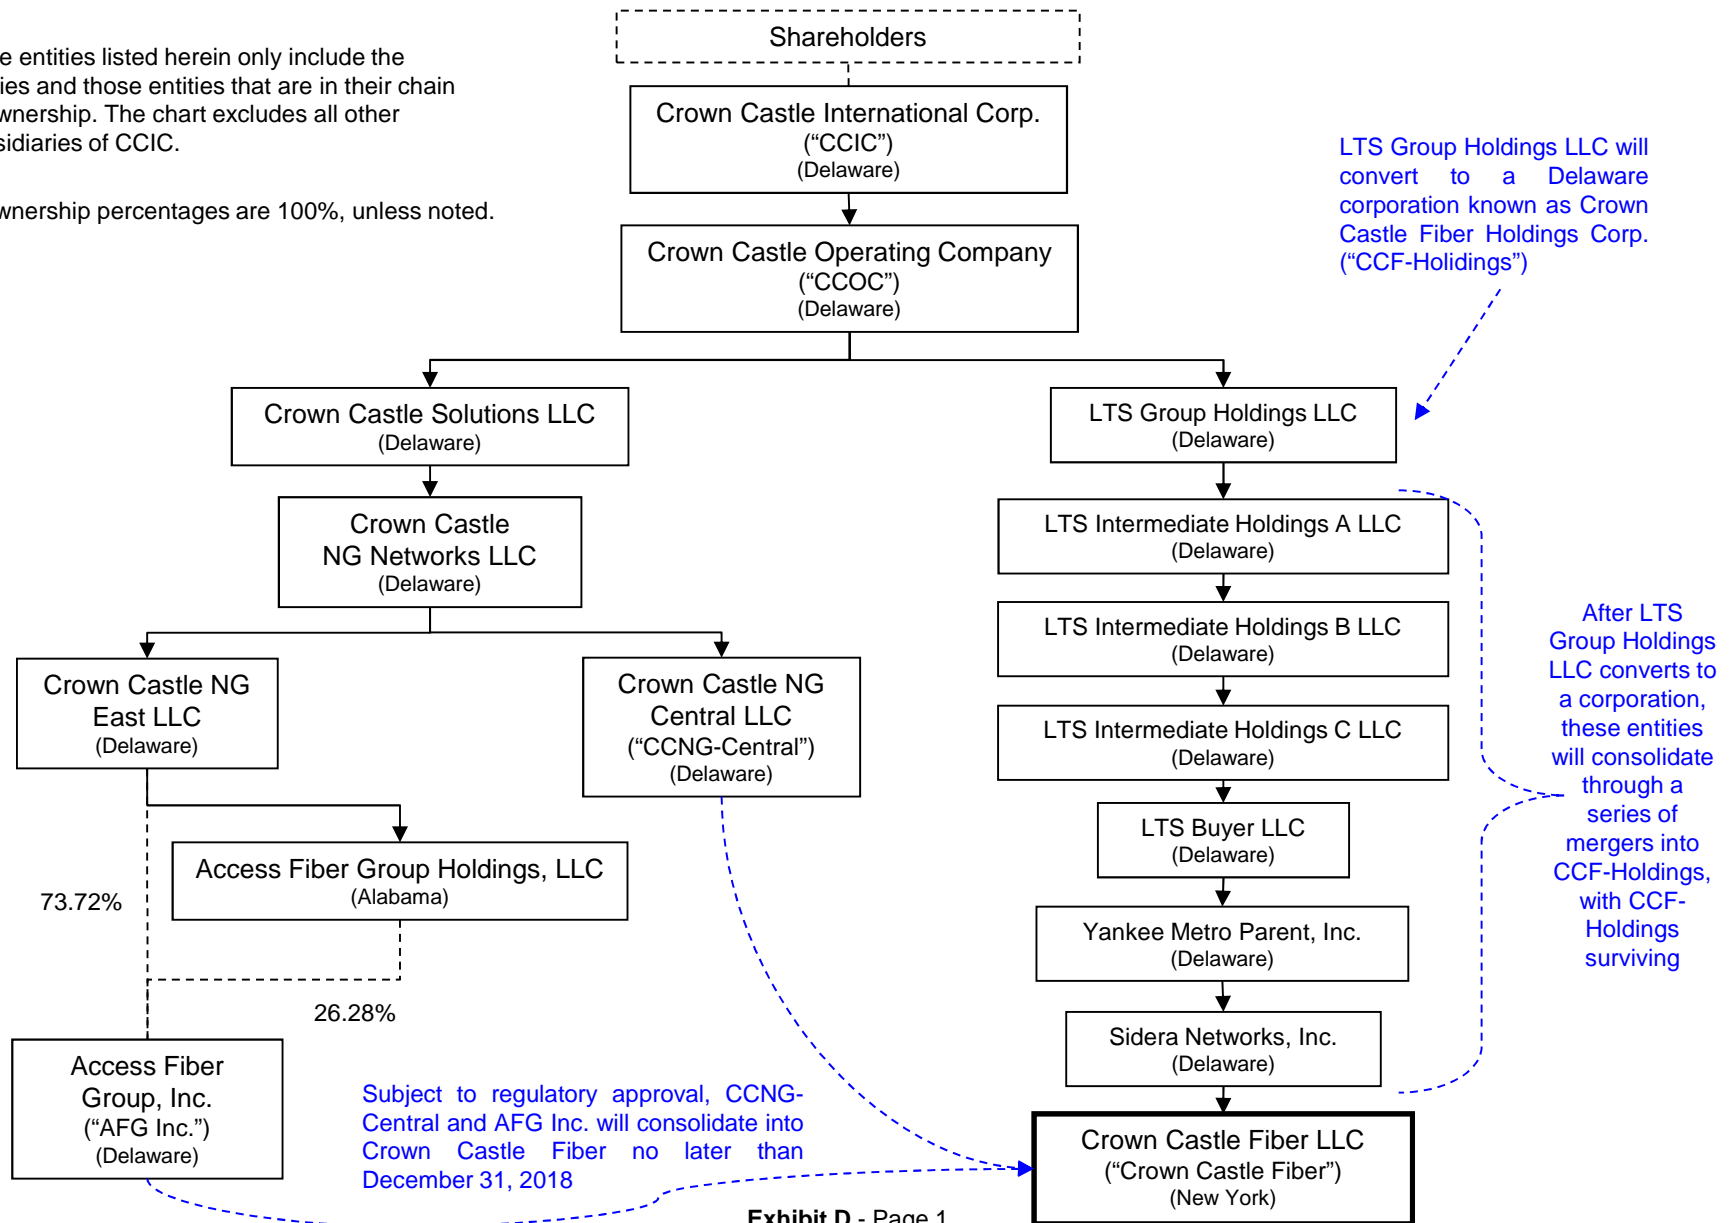 Shareholders
e entities listed herein only include the
ies and those entities that are in their chain
wnership. The chart excludes all other
sidiaries of CCIC.
wnership percentages are 100%, unless noted.
Crown Castle International Corp.
(“CCIC”)
(Delaware)
LTS Group Holdings LLC will
convert to a Delaware
corporation known as Crown
Castle Fiber Holdings Corp.
(“CCF-Holidings”)
Crown Castle Operating Company
(“CCOC”)
(Delaware)
Crown Castle Solutions LLC
(Delaware)
LTS Group Holdings LLC
(Delaware)
Crown Castle
NG Networks LLC
(Delaware)
LTS Intermediate Holdings A LLC
(Delaware)
LTS Intermediate Holdings B LLC
(Delaware)
After LTS
Group Holdings
LLC converts to
a corporation,
these entities
will consolidate
through a
series of
mergers into
CCF-Holdings,
with CCF-
Holdings
surviving
Crown Castle NG
East LLC
(Delaware)
Crown Castle NG
Central LLC
(“CCNG-Central”)
(Delaware)
LTS Intermediate Holdings C LLC
(Delaware)
LTS Buyer LLC
(Delaware)
Access Fiber Group Holdings, LLC
(Alabama)
73.72%
Yankee Metro Parent, Inc.
(Delaware)
26.28%
Sidera Networks, Inc.
(Delaware)
Access Fiber
Group, Inc.
(“AFG Inc.”)
(Delaware)
Subject to regulatory approval, CCNG-
Central and AFG Inc. will consolidate into
Crown Castle Fiber no later than
December 31, 2018
Crown Castle Fiber LLC
(“Crown Castle Fiber”)
(New York)
Exhibit D - Page 1